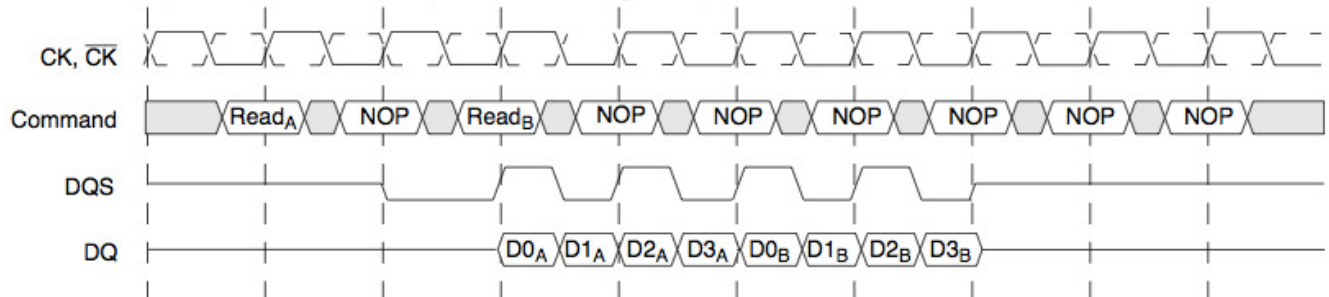 CK, C̅K̅
Command Read_A NOP Read_B NOP NOP NOP NOP NOP NOP
DQS
DQ D0_A D1_A D2_A D3_A D0_B D1_B D2_B D3_B